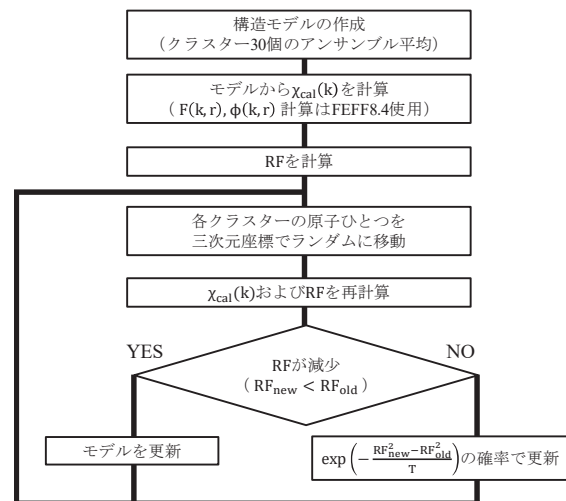 構造モデルの作成
（クラスター30個のアンサンブル平均）
モデルからχcal(k)を計算
（ F(k, r), ϕ(k, r) 計算はFEFF8.4使用）
RFを計算
各クラスターの原子ひとつを
三次元座標でランダムに移動
χcal(k)およびRFを再計算
YES
NO
RFが減少
（ RFnew < RFold ）
モデルを更新
exp(−(RF²new−RF²old)/T)の確率で更新